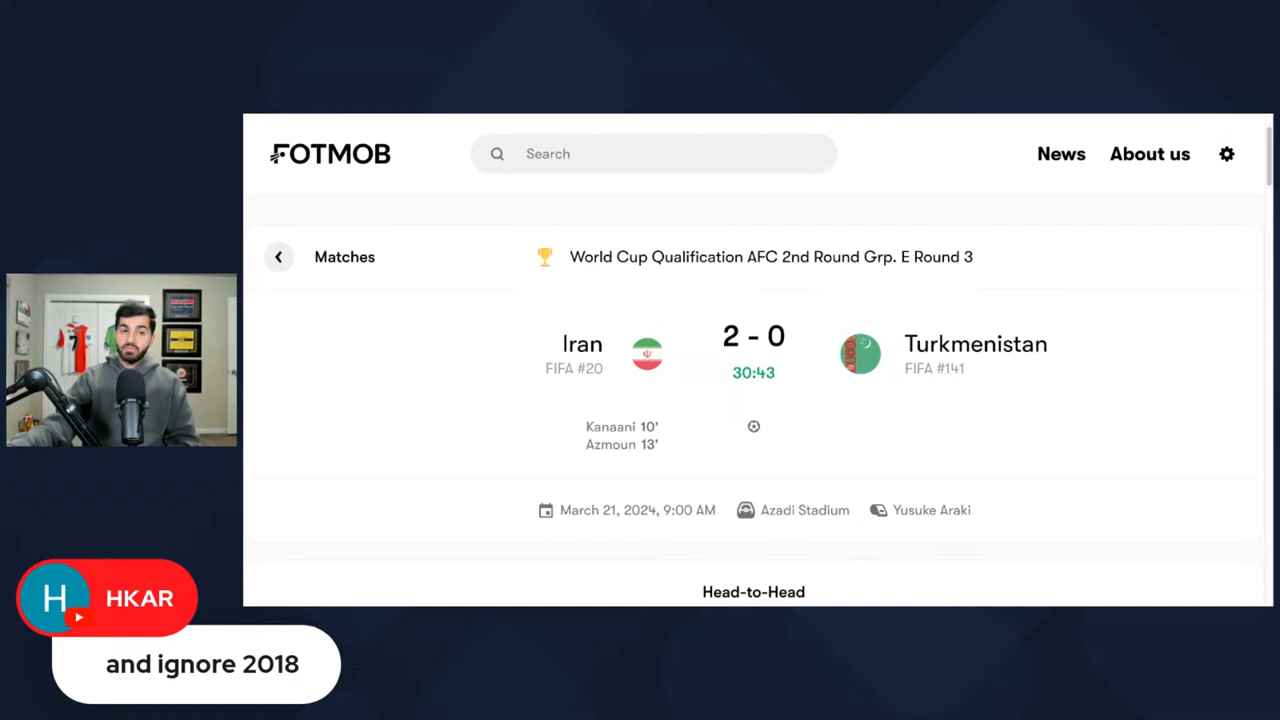 FOTMOB
Search
News
About us
Matches
World Cup Qualification AFC 2nd Round Grp. E Round 3
Iran
FIFA #20
2 - 0
30:43
Turkmenistan
FIFA #141
Kanaani 10'
Azmoun 13'
March 21, 2024, 9:00 AM
Azadi Stadium
Yusuke Araki
Head-to-Head
H
HKAR
and ignore 2018